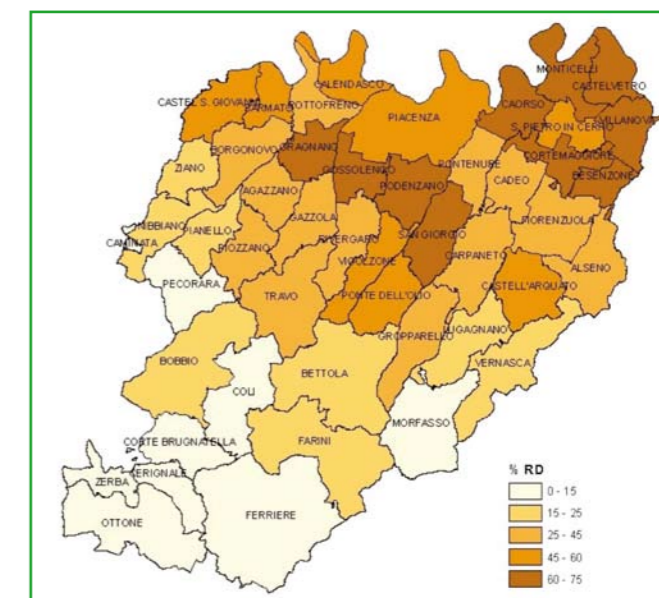 MONTICELLI
CASTELVETRO
CALENDASCO
CASTEL S. GIOVANNI
SARMATO
ROTTOFRENO
CAORSO
PIACENZA
VILLANOVA
S. PIETRO IN CERRO
BORGONOVO
GRAGNANO
CORTEMAGGIORE
ZIANO
GOSSOLENGO
PONTENURE
BESENZONE
PODENZANO
CADEO
AGAZZANO
NIBBIANO
GAZZOLA
FIORENZUOLA
PIANELLO
CAMINATA
RIVERGARO
SAN GIORGIO
PIOZZANO
CARPANETO
VIGOLZONE
ALSENO
PECORARA
CASTELL'ARQUATO
TRAVO
PONTE DELL'OLIO
LUGAGNANO
GROPPARELLO
BOBBIO
VERNASCA
BETTOLA
COLI
MORFASSO
CORTE BRUGNATELLA
FARINI
CERIGNALE
ZERBA
FERRIERE
OTTONE
% RD
0 - 15
15 - 25
25 - 45
45 - 60
60 - 75